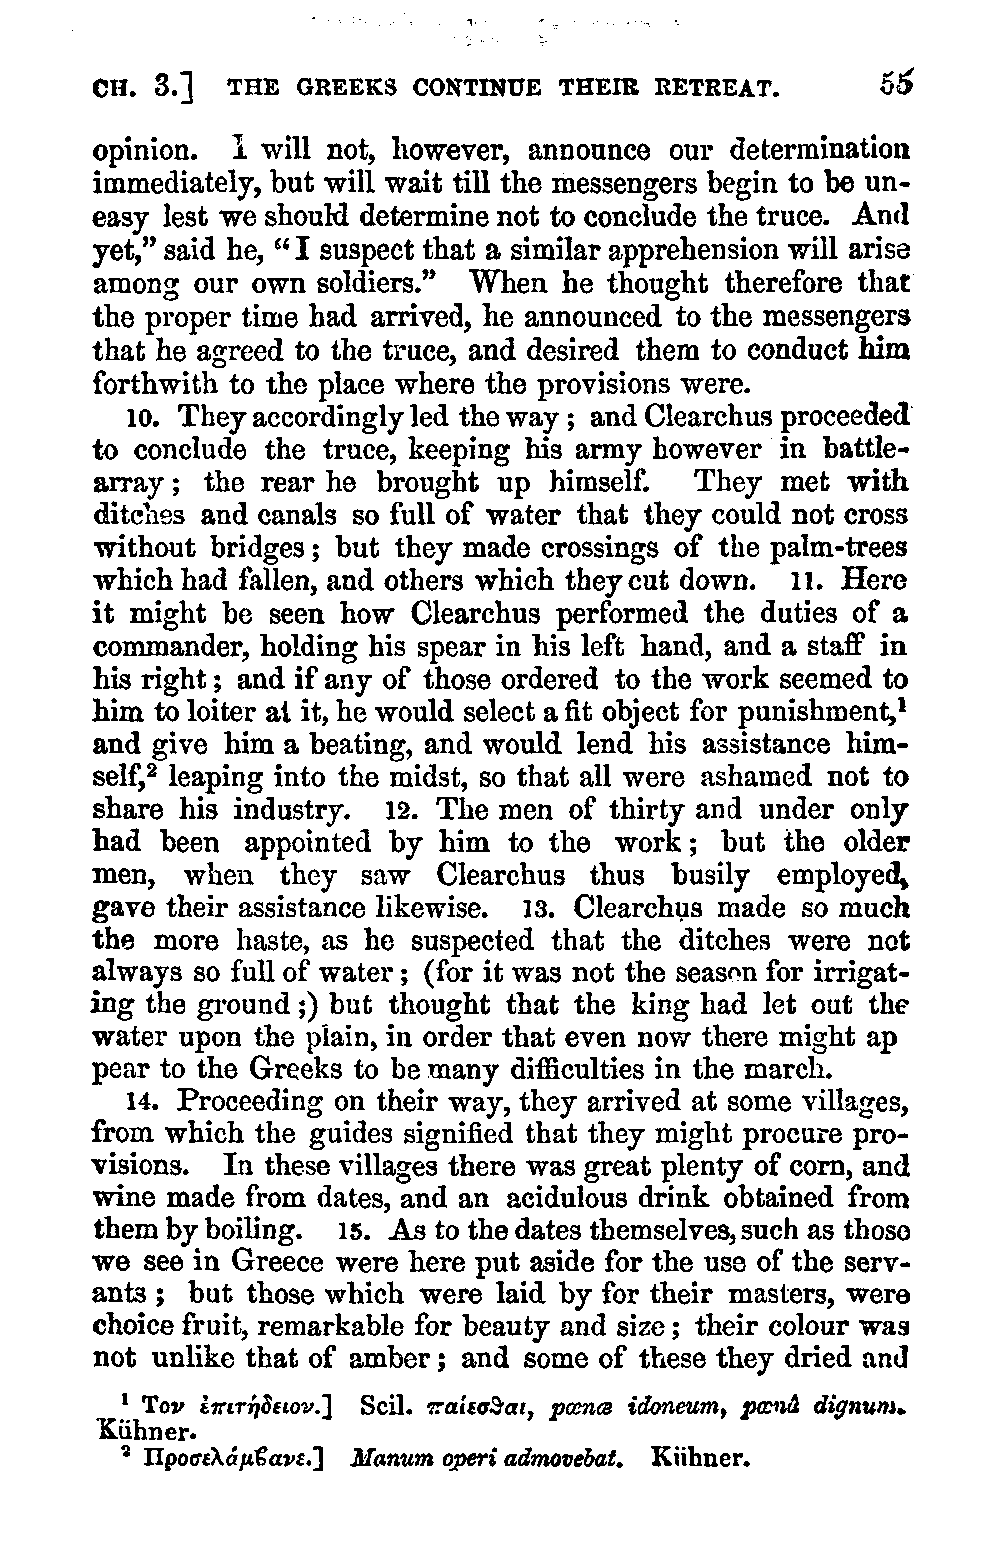 CH. 3.] THE GREEKS CONTINUE THEIR RETREAT. 55
opinion. I will not, however, announce our determination
immediately, but will wait till the messengers begin to be un-
easy lest we should determine not to conclude the truce. And
yet,” said he, “I suspect that a similar apprehension will arise
among our own soldiers.” When he thought therefore that
the proper time had arrived, he announced to the messengers
that he agreed to the truce, and desired them to conduct him
forthwith to the place where the provisions were.
10. They accordingly led the way; and Clearchus proceeded
to conclude the truce, keeping his army however in battle-
array; the rear he brought up himself. They met with
ditches and canals so full of water that they could not cross
without bridges; but they made crossings of the palm-trees
which had fallen, and others which they cut down. 11. Here
it might be seen how Clearchus performed the duties of a
commander, holding his spear in his left hand, and a staff in
his right; and if any of those ordered to the work seemed to
him to loiter at it, he would select a fit object for punishment,¹
and give him a beating, and would lend his assistance him-
self,² leaping into the midst, so that all were ashamed not to
share his industry. 12. The men of thirty and under only
had been appointed by him to the work; but the older
men, when they saw Clearchus thus busily employed,
gave their assistance likewise. 13. Clearchus made so much
the more haste, as he suspected that the ditches were not
always so full of water; (for it was not the season for irrigat-
ing the ground;) but thought that the king had let out the
water upon the plain, in order that even now there might ap
pear to the Greeks to be many difficulties in the march.
14. Proceeding on their way, they arrived at some villages,
from which the guides signified that they might procure pro-
visions. In these villages there was great plenty of corn, and
wine made from dates, and an acidulous drink obtained from
them by boiling. 15. As to the dates themselves, such as those
we see in Greece were here put aside for the use of the serv-
ants; but those which were laid by for their masters, were
choice fruit, remarkable for beauty and size; their colour was
not unlike that of amber; and some of these they dried and
¹ Τον ἐπιτήδειον.] Scil. παίεσϑαι, pœnæ idoneum, pœnâ dignum.
Kühner.
² Προσελάμϐανε.] Manum operi admovebat. Kühner.